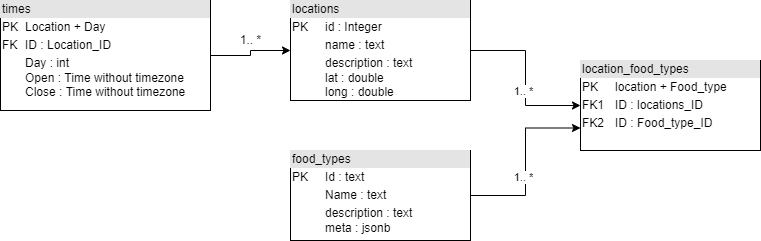 times
PK Location + Day
FK ID : Location_ID
Day : int
Open : Time without timezone
Close : Time without timezone
1.. *
locations
PK id : Integer
name : text
description : text
lat : double
long : double
1.. *
location_food_types
PK location + Food_type
FK1 ID : locations_ID
FK2 ID : Food_type_ID
food_types
PK Id : text
Name : text
description : text
meta : jsonb
1.. *